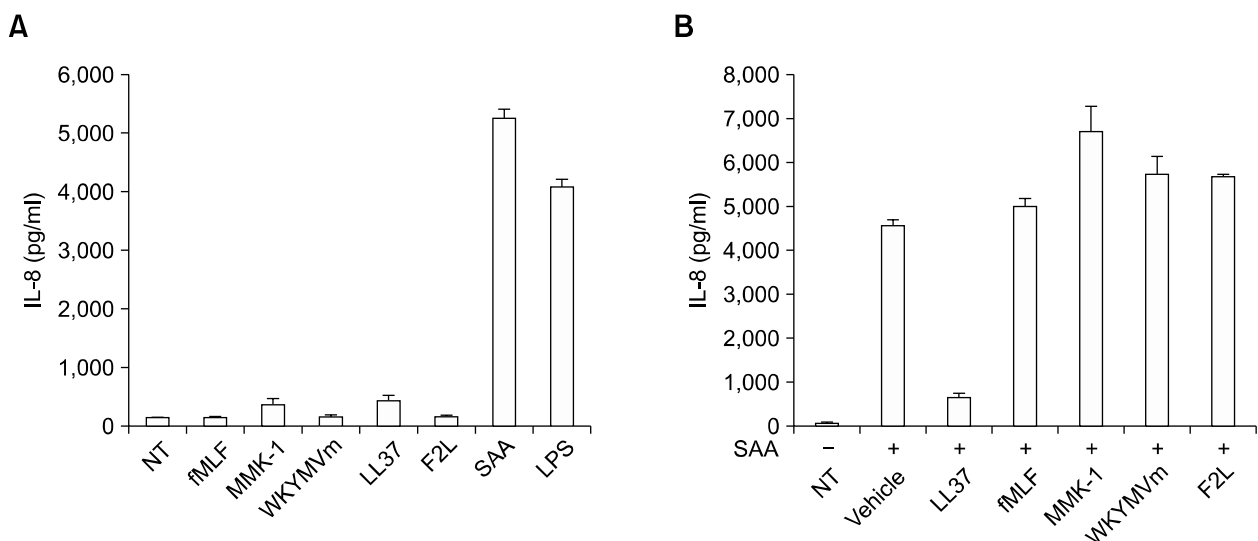 A
IL-8 (pg/ml)
6,000
5,000
4,000
3,000
2,000
1,000
0
NT
fMLF
MMK-1
WKYMVm
LL37
F2L
SAA
LPS
B
IL-8 (pg/ml)
8,000
7,000
6,000
5,000
4,000
3,000
2,000
1,000
0
SAA − + + + + + +
NT
Vehicle
LL37
fMLF
MMK-1
WKYMVm
F2L